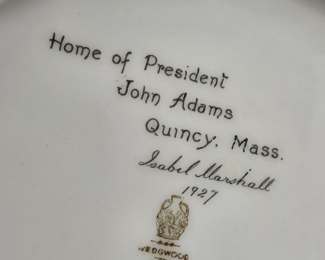 Home of President
John Adams
Quincy, Mass.
Isabel Marshall
1927
WEDGWOOD